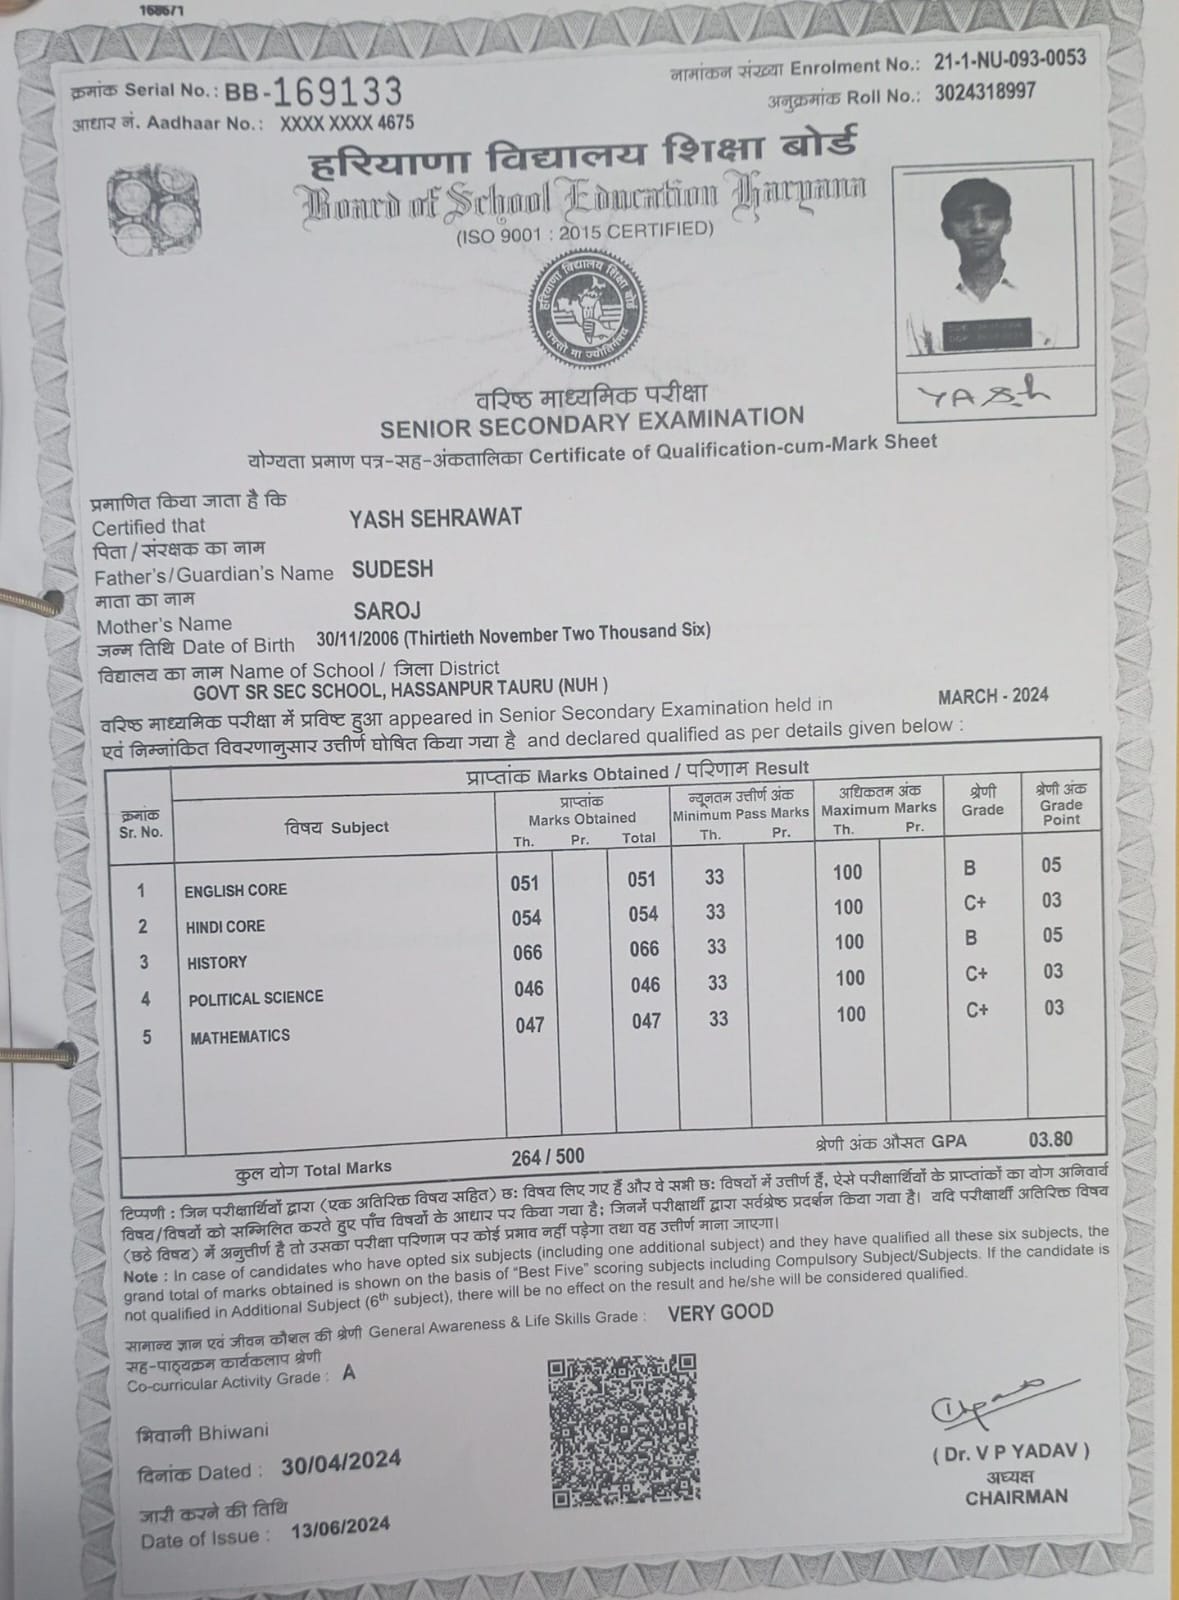 168671
क्रमांक Serial No.: BB-169133
नामांकन संख्या Enrolment No.: 21-1-NU-093-0053
आधार नं. Aadhaar No.: XXXX XXXX 4675
अनुक्रमांक Roll No.: 3024318997
हरियाणा विद्यालय शिक्षा बोर्ड
Board of School Education Haryana
(ISO 9001 : 2015 CERTIFIED)
हरियाणा विद्यालय शिक्षा बोर्ड
तमसो मा ज्योतिर्गमय
YASh
वरिष्ठ माध्यमिक परीक्षा
SENIOR SECONDARY EXAMINATION
योग्यता प्रमाण पत्र-सह-अंकतालिका Certificate of Qualification-cum-Mark Sheet
प्रमाणित किया जाता है कि
Certified that YASH SEHRAWAT
पिता/संरक्षक का नाम
Father's/Guardian's Name SUDESH
माता का नाम
Mother's Name SAROJ
जन्म तिथि Date of Birth 30/11/2006 (Thirtieth November Two Thousand Six)
विद्यालय का नाम Name of School / जिला District
GOVT SR SEC SCHOOL, HASSANPUR TAURU (NUH )
वरिष्ठ माध्यमिक परीक्षा में प्रविष्ट हुआ appeared in Senior Secondary Examination held in MARCH - 2024
एवं निम्नांकित विवरणानुसार उत्तीर्ण घोषित किया गया है and declared qualified as per details given below :
प्राप्तांक Marks Obtained / परिणाम Result
क्रमांक Sr. No. विषय Subject प्राप्तांक Marks Obtained न्यूनतम उत्तीर्ण अंक Minimum Pass Marks अधिकतम अंक Maximum Marks श्रेणी Grade श्रेणी अंक Grade Point
Th. Pr. Total Th. Pr. Th. Pr.
1 ENGLISH CORE 051 051 33 100 B 05
2 HINDI CORE 054 054 33 100 C+ 03
3 HISTORY 066 066 33 100 B 05
4 POLITICAL SCIENCE 046 046 33 100 C+ 03
5 MATHEMATICS 047 047 33 100 C+ 03
कुल योग Total Marks 264 / 500 श्रेणी अंक औसत GPA 03.80
टिप्पणी : जिन परीक्षार्थियों द्वारा (एक अतिरिक्त विषय सहित) छः विषय लिए गए हैं और वे सभी छः विषयों में उत्तीर्ण हैं, ऐसे परीक्षार्थियों के प्राप्तांकों का योग अनिवार्य
विषय/विषयों को सम्मिलित करते हुए पाँच विषयों के आधार पर किया गया है; जिनमें परीक्षार्थी द्वारा सर्वश्रेष्ठ प्रदर्शन किया गया है। यदि परीक्षार्थी अतिरिक्त विषय
(छठे विषय) में अनुत्तीर्ण है तो उसका परीक्षा परिणाम पर कोई प्रभाव नहीं पड़ेगा तथा वह उत्तीर्ण माना जाएगा।
Note : In case of candidates who have opted six subjects (including one additional subject) and they have qualified all these six subjects, the
grand total of marks obtained is shown on the basis of "Best Five" scoring subjects including Compulsory Subject/Subjects. If the candidate is
not qualified in Additional Subject (6th subject), there will be no effect on the result and he/she will be considered qualified.
सामान्य ज्ञान एवं जीवन कौशल की श्रेणी General Awareness & Life Skills Grade : VERY GOOD
सह-पाठ्यक्रम कार्यकलाप श्रेणी
Co-curricular Activity Grade : A
भिवानी Bhiwani
दिनांक Dated : 30/04/2024
जारी करने की तिथि
Date of Issue : 13/06/2024
( Dr. V P YADAV )
अध्यक्ष
CHAIRMAN